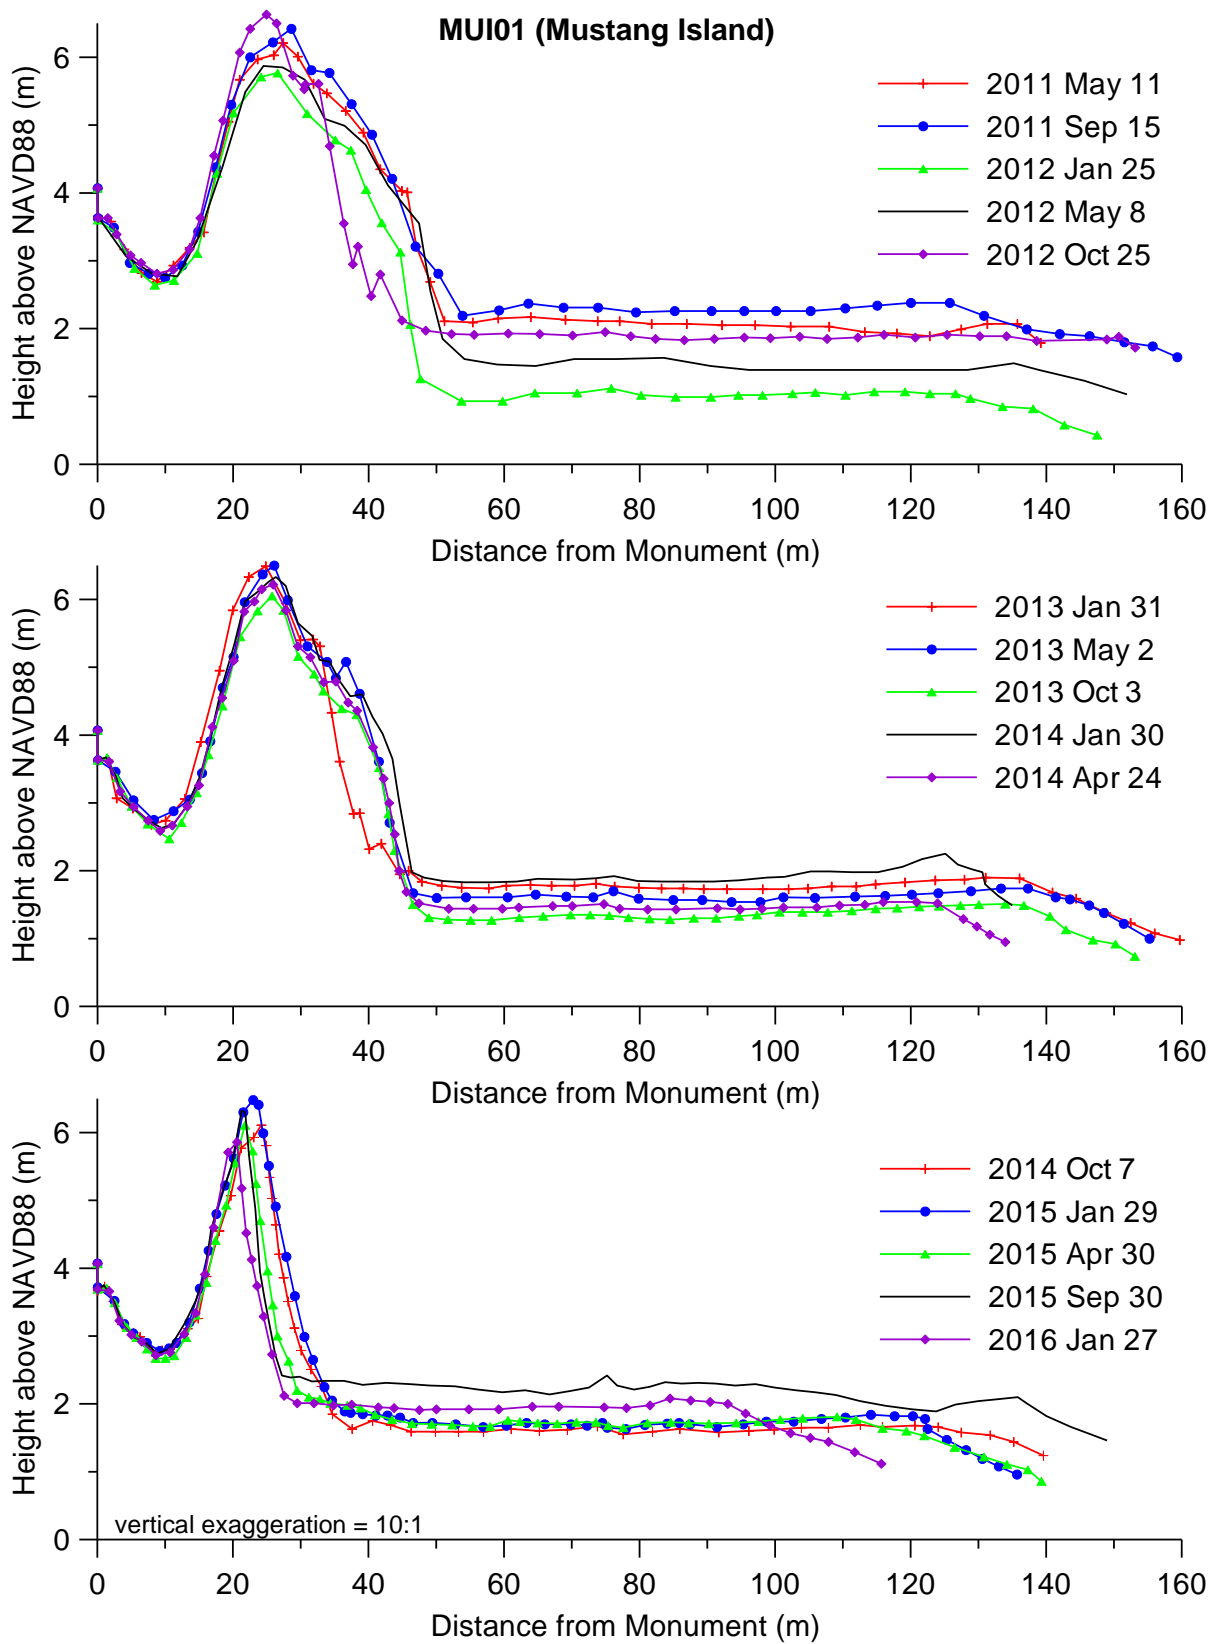 MUI01 (Mustang Island)
Height above NAVD88 (m)
6
4
2
0
2011 May 11
2011 Sep 15
2012 Jan 25
2012 May 8
2012 Oct 25
0 20 40 60 80 100 120 140 160
Distance from Monument (m)
Height above NAVD88 (m)
6
4
2
0
2013 Jan 31
2013 May 2
2013 Oct 3
2014 Jan 30
2014 Apr 24
0 20 40 60 80 100 120 140 160
Distance from Monument (m)
Height above NAVD88 (m)
6
4
2
0
2014 Oct 7
2015 Jan 29
2015 Apr 30
2015 Sep 30
2016 Jan 27
vertical exaggeration = 10:1
0 20 40 60 80 100 120 140 160
Distance from Monument (m)